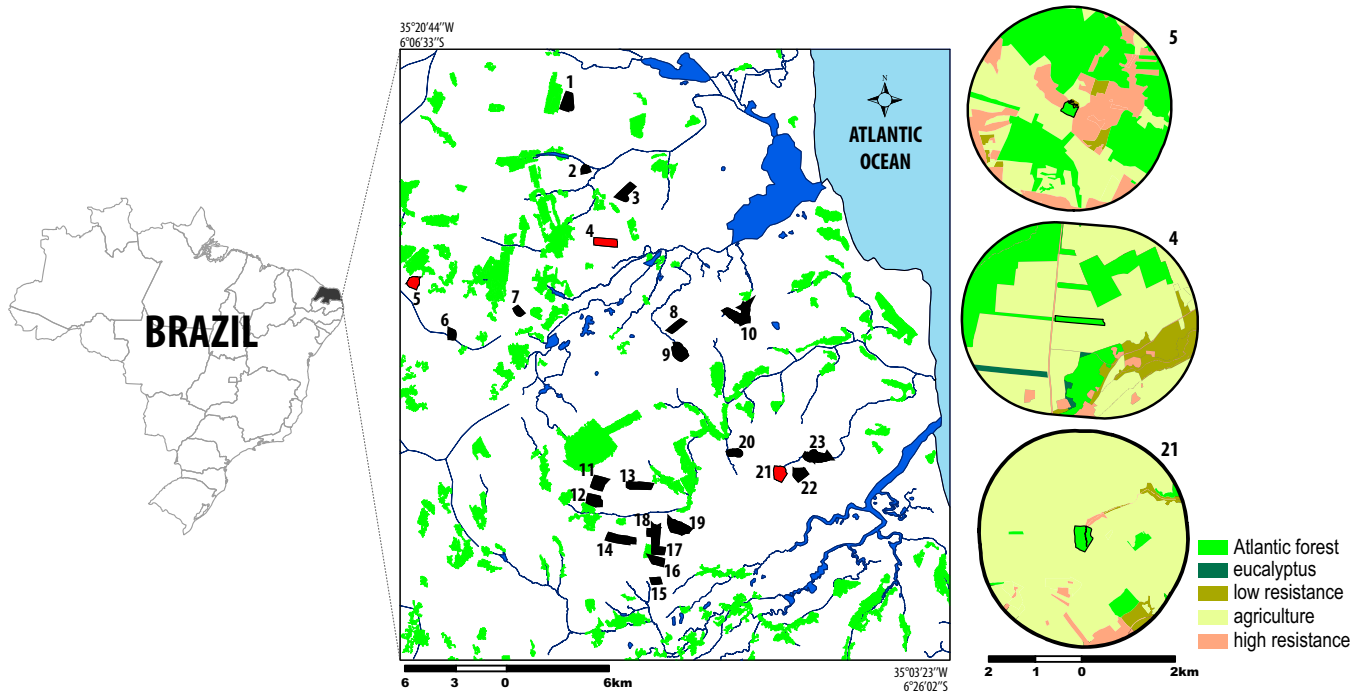 35°20'44''W
6°06'33''S
BRAZIL
N
ATLANTIC
OCEAN
1
2
3
4
5
6
7
8
9
10
11
12
13
14
15
16
17
18
19
20
21
22
23
6 3 0 6km
35°03'23''W
6°26'02''S
5
4
21
Atlantic forest
eucalyptus
low resistance
agriculture
high resistance
2 1 0 2km